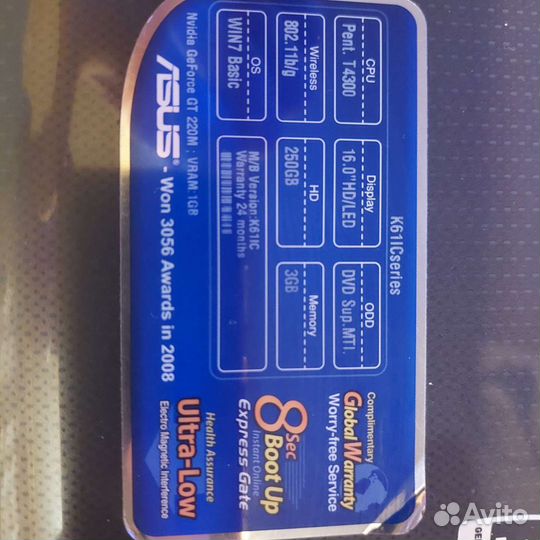 K61ICseries
CPU
Pent. T4300
Display
16.0"HD/LED
ODD
DVD Sup.MTI.
Wireless
802.11b/g
HD
250GB
Memory
3GB
OS
WIN7 Basic
M/B Version:K61IC
Warranty 24 months
Nvidia GeForce GT 220M ; VRAM:1GB
ASUS® - Won 3056 Awards in 2008
Complimentary
Global Warranty
Worry-free Service
8 Sec
Boot Up
Instant Online
Express Gate
Health Assurance
Ultra-Low
Electro Magnetic Interference
Avito